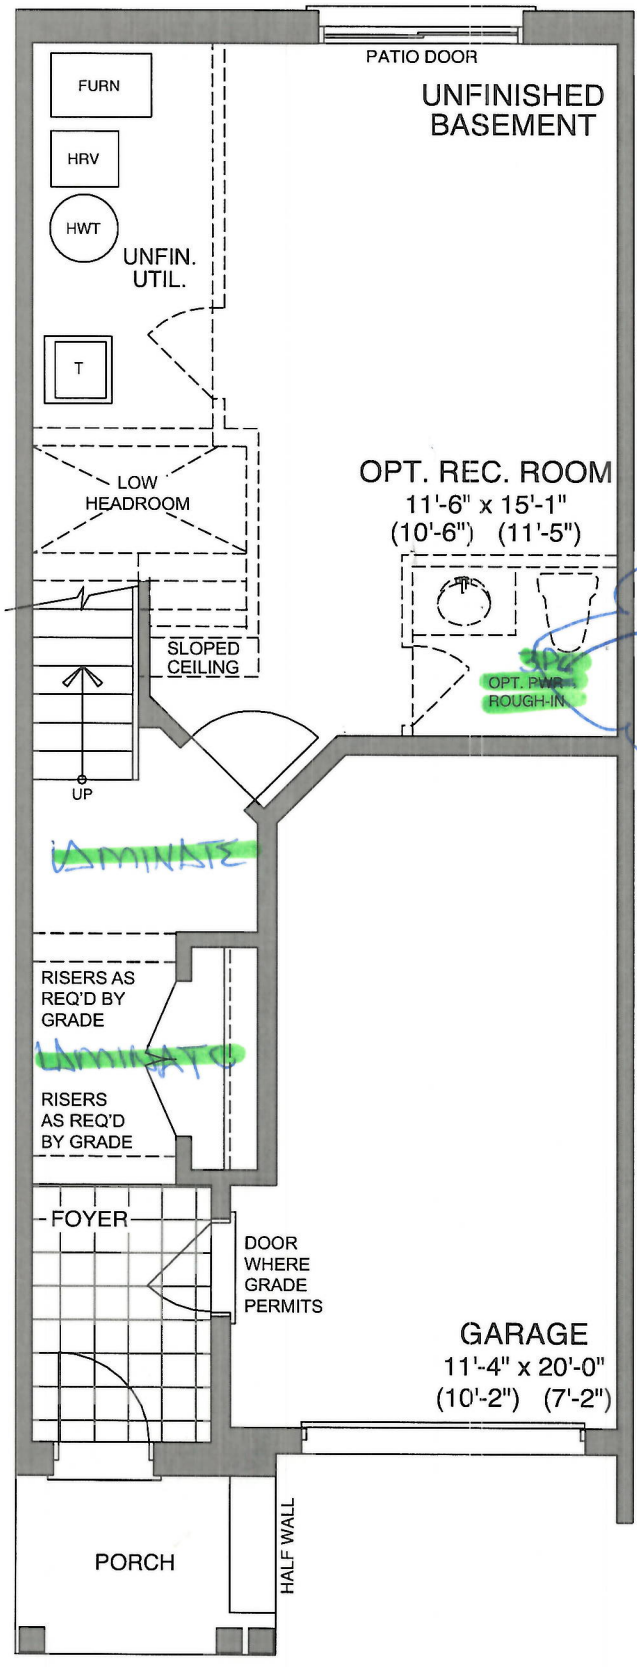 PATIO DOOR
FURN
UNFINISHED
BASEMENT
HRV
HWT
UNFIN.
UTIL.
T
OPT. REC. ROOM
11'-6" x 15'-1"
(10'-6") (11'-5")
LOW
HEADROOM
SLOPED
CEILING
3PC
OPT. PWR
ROUGH-IN
UP
LAMINATE
RISERS AS
REQ'D BY
GRADE
LAMINATE
RISERS
AS REQ'D
BY GRADE
FOYER
DOOR
WHERE
GRADE
PERMITS
GARAGE
11'-4" x 20'-0"
(10'-2") (7'-2")
PORCH
HALF WALL